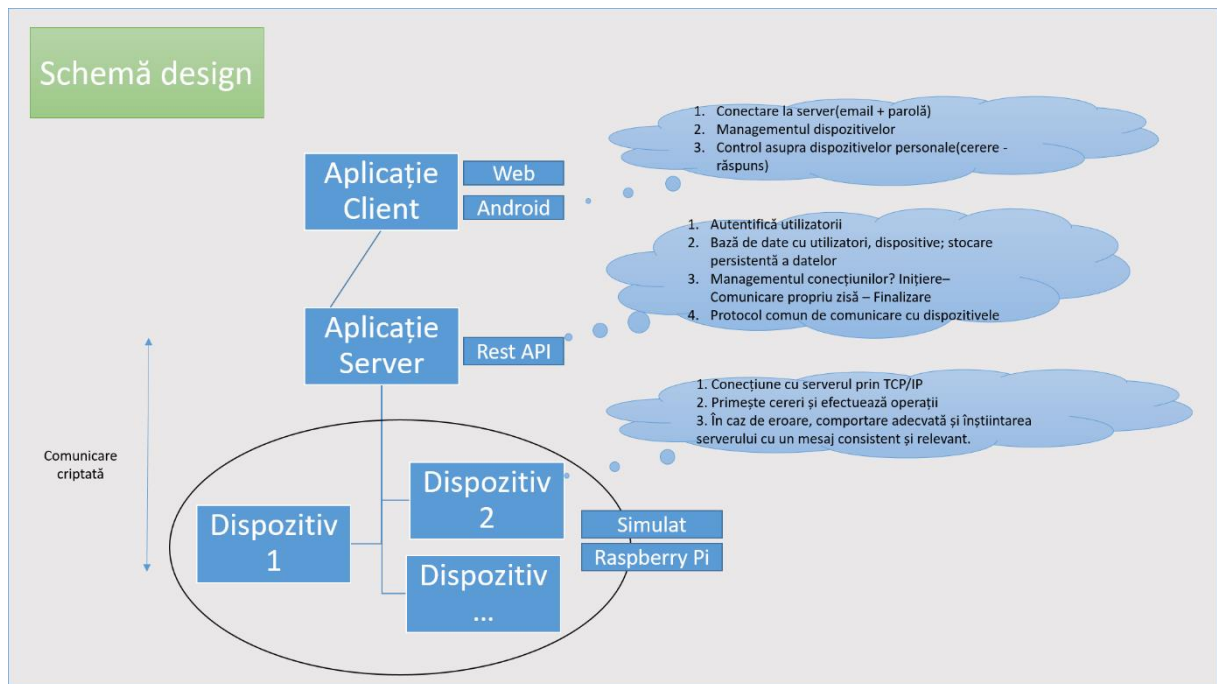 Schemă design
1. Conectare la server(email + parolă)
2. Managementul dispozitivelor
3. Control asupra dispozitivelor personale(cerere -
răspuns)
Aplicație
Client
Web
Android
1. Autentifică utilizatorii
2. Bază de date cu utilizatori, dispozitive; stocare
persistentă a datelor
3. Managementul conecțiunilor? Inițiere–
Comunicare propriu zisă – Finalizare
4. Protocol comun de comunicare cu dispozitivele
Aplicație
Server
Rest API
1. Conecțiune cu serverul prin TCP/IP
2. Primește cereri și efectuează operații
3. În caz de eroare, comportare adecvată și înștiintarea
serverului cu un mesaj consistent și relevant.
Comunicare
criptată
Dispozitiv
1
Dispozitiv
2
Dispozitiv
...
Simulat
Raspberry Pi